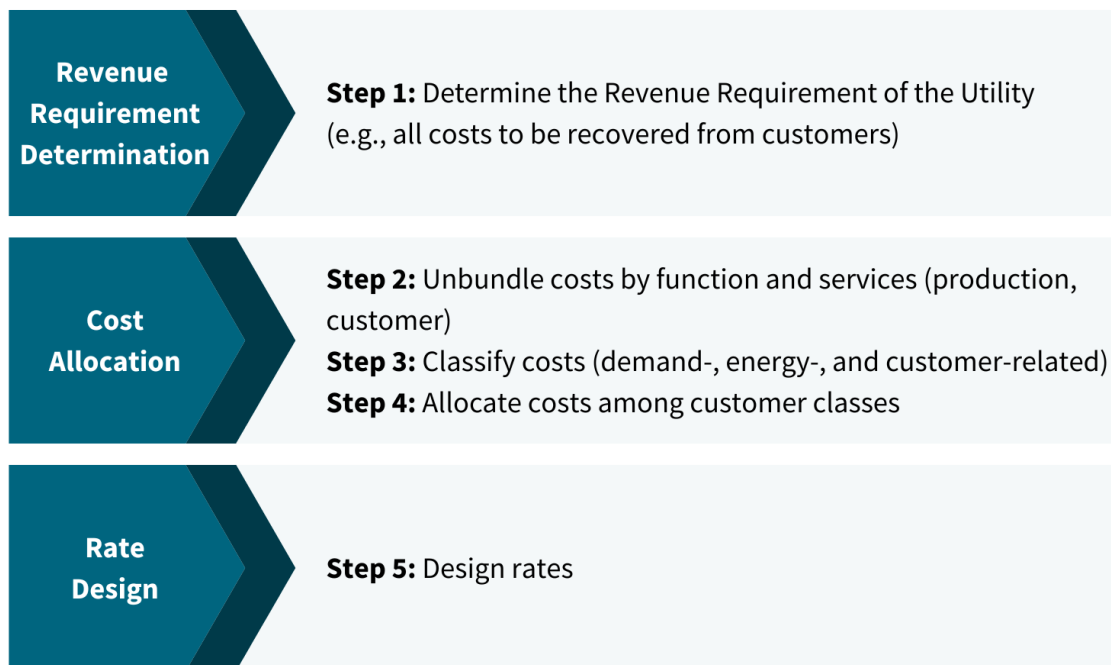 Revenue
Requirement
Determination
Step 1: Determine the Revenue Requirement of the Utility
(e.g., all costs to be recovered from customers)
Cost
Allocation
Step 2: Unbundle costs by function and services (production,
customer)
Step 3: Classify costs (demand-, energy-, and customer-related)
Step 4: Allocate costs among customer classes
Rate
Design
Step 5: Design rates